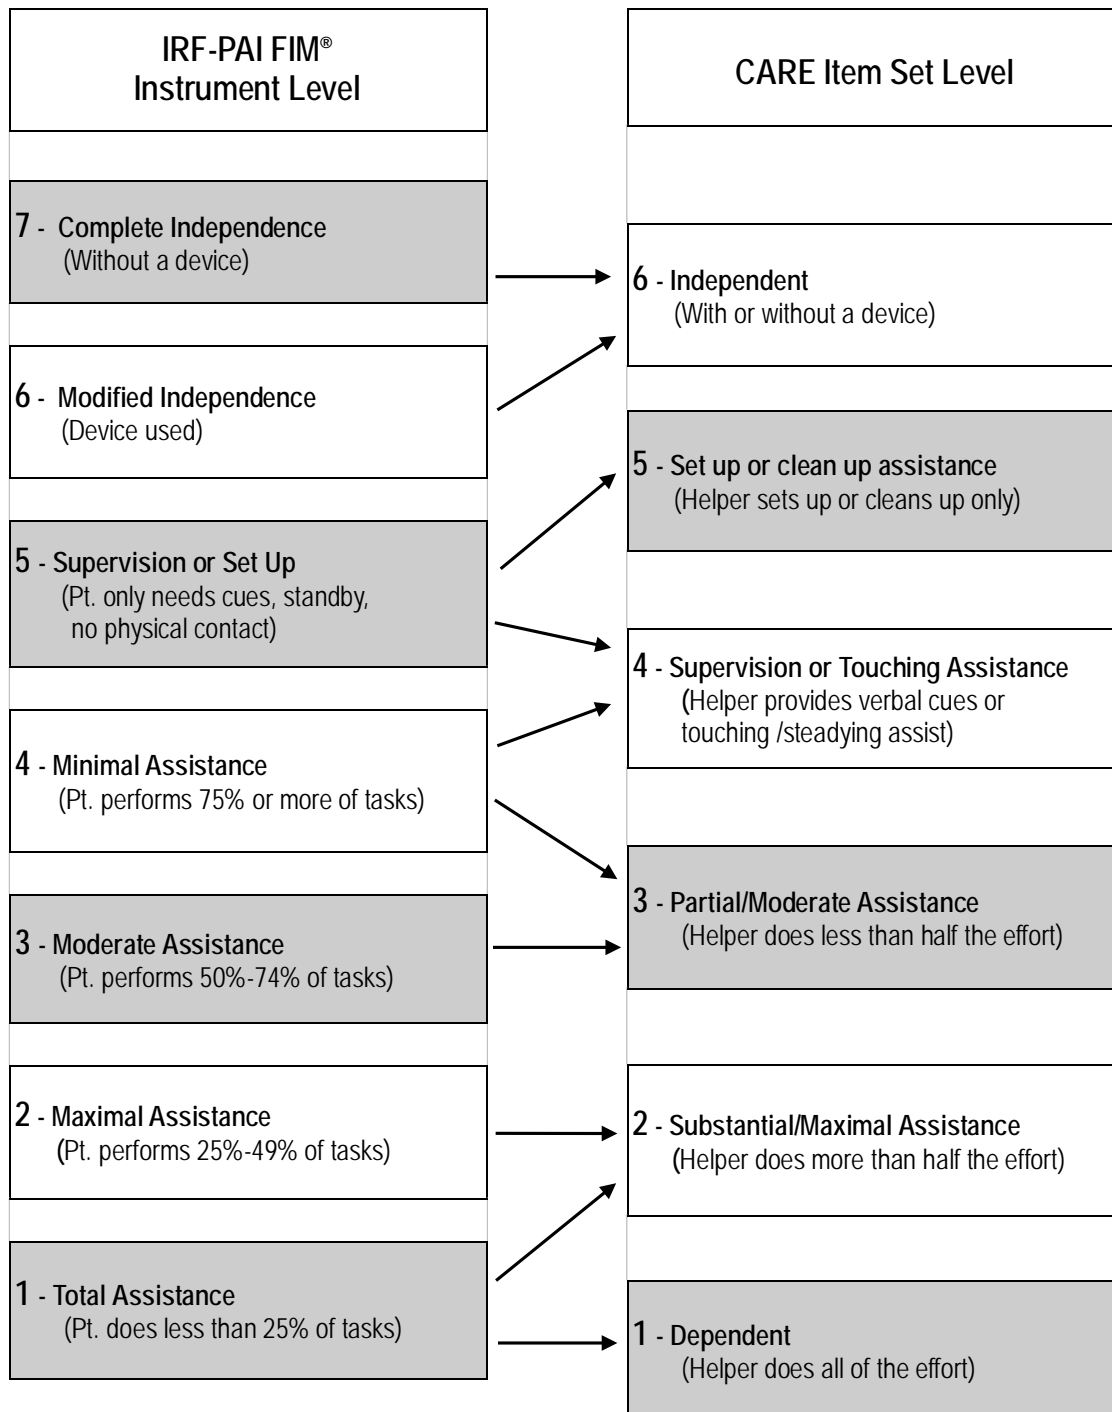 IRF-PAI FIM®
Instrument Level
7 - Complete Independence
(Without a device)
6 - Modified Independence
(Device used)
5 - Supervision or Set Up
(Pt. only needs cues, standby,
no physical contact)
4 - Minimal Assistance
(Pt. performs 75% or more of tasks)
3 - Moderate Assistance
(Pt. performs 50%-74% of tasks)
2 - Maximal Assistance
(Pt. performs 25%-49% of tasks)
1 - Total Assistance
(Pt. does less than 25% of tasks)
CARE Item Set Level
6 - Independent
(With or without a device)
5 - Set up or clean up assistance
(Helper sets up or cleans up only)
4 - Supervision or Touching Assistance
(Helper provides verbal cues or
touching /steadying assist)
3 - Partial/Moderate Assistance
(Helper does less than half the effort)
2 - Substantial/Maximal Assistance
(Helper does more than half the effort)
1 - Dependent
(Helper does all of the effort)